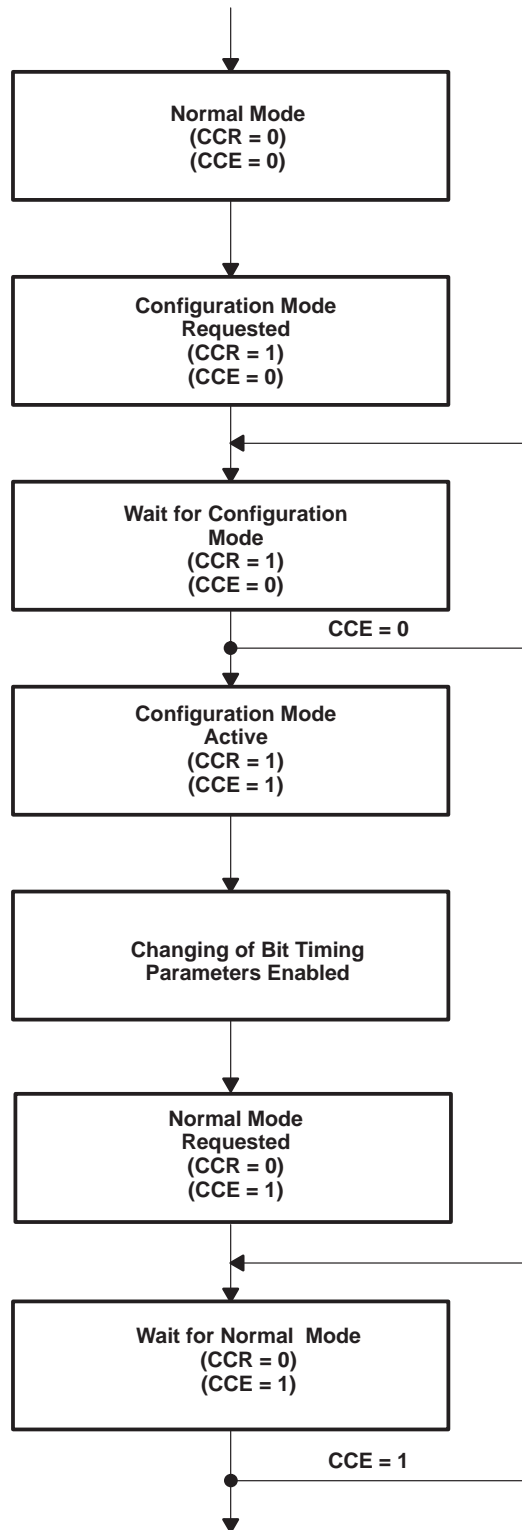 Normal Mode
(CCR = 0)
(CCE = 0)
Configuration Mode
Requested
(CCR = 1)
(CCE = 0)
Wait for Configuration
Mode
(CCR = 1)
(CCE = 0)
CCE = 0
Configuration Mode
Active
(CCR = 1)
(CCE = 1)
Changing of Bit Timing
Parameters Enabled
Normal Mode
Requested
(CCR = 0)
(CCE = 1)
Wait for Normal Mode
(CCR = 0)
(CCE = 1)
CCE = 1